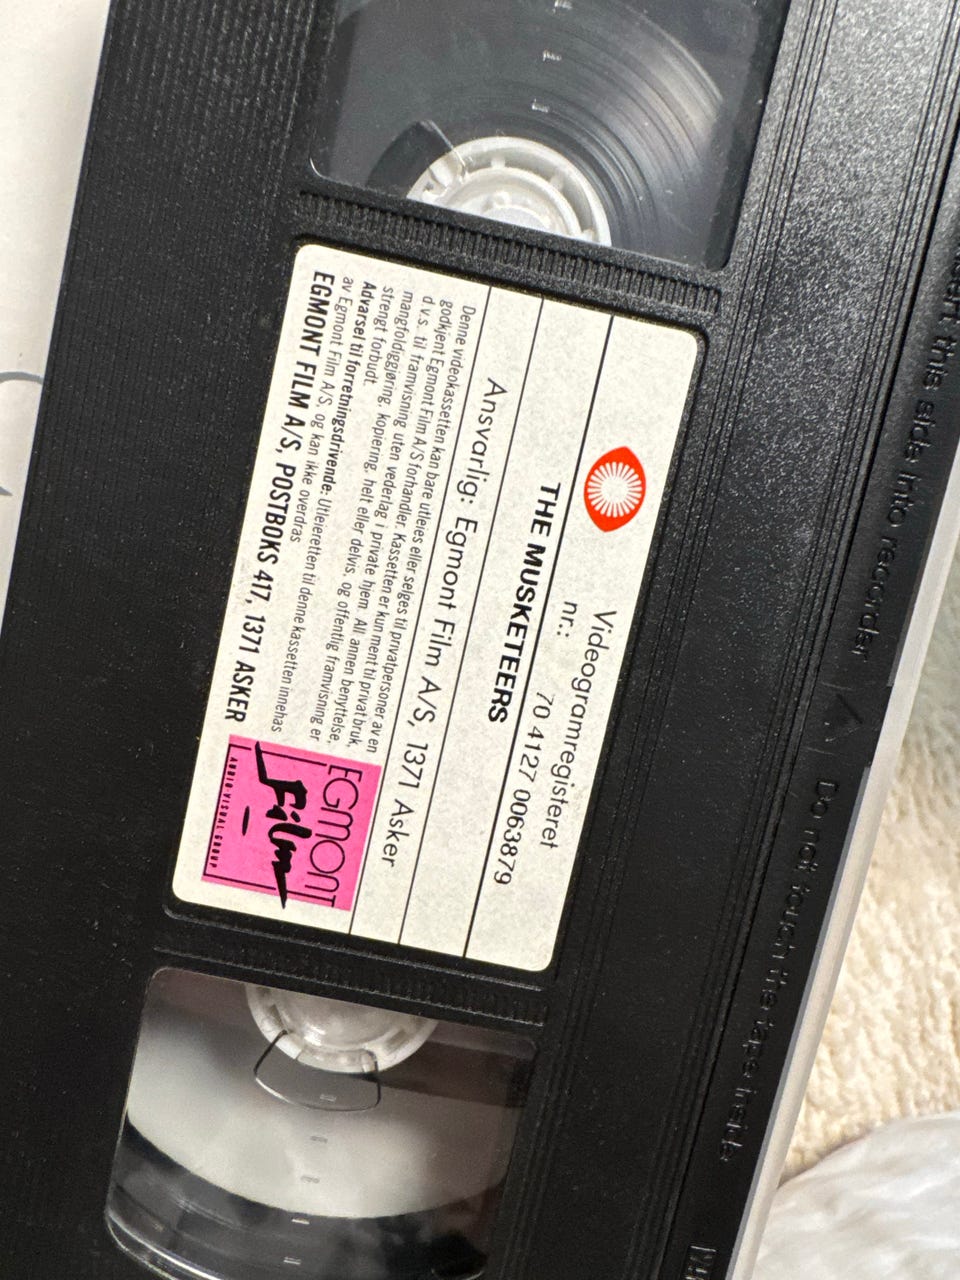 Insert this side into recorder
Do not touch the tape inside
Videogramregisteret
nr.: 70 4127 0063879
THE MUSKETEERS
Ansvarlig: Egmont Film A/S, 1371 Asker
Denne videokassetten kan bare utleies eller selges til privatpersoner av en
godkjent Egmont Film A/S forhandler. Kassetten er kun ment til privat bruk,
d.v.s. til framvisning uten vederlag i private hjem. All annen benyttelse,
mangfoldiggjøring, kopiering, helt eller delvis, og offentlig framvisning er
strengt forbudt.
Advarsel til forretningsdrivende: Utleieretten til denne kassetten innehas
av Egmont Film A/S, og kan ikke overdras
EGMONT FILM A/S, POSTBOKS 417, 1371 ASKER
EGMONT
Film
AUDIO-VISUAL GROUP